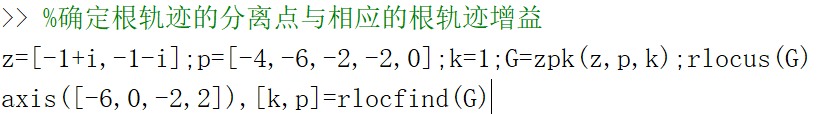 >> %确定根轨迹的分离点与相应的根轨迹增益
z=[-1+i,-1-i];p=[-4,-6,-2,-2,0];k=1;G=zpk(z,p,k);rlocus(G)
axis([-6,0,-2,2]),[k,p]=rlocfind(G)